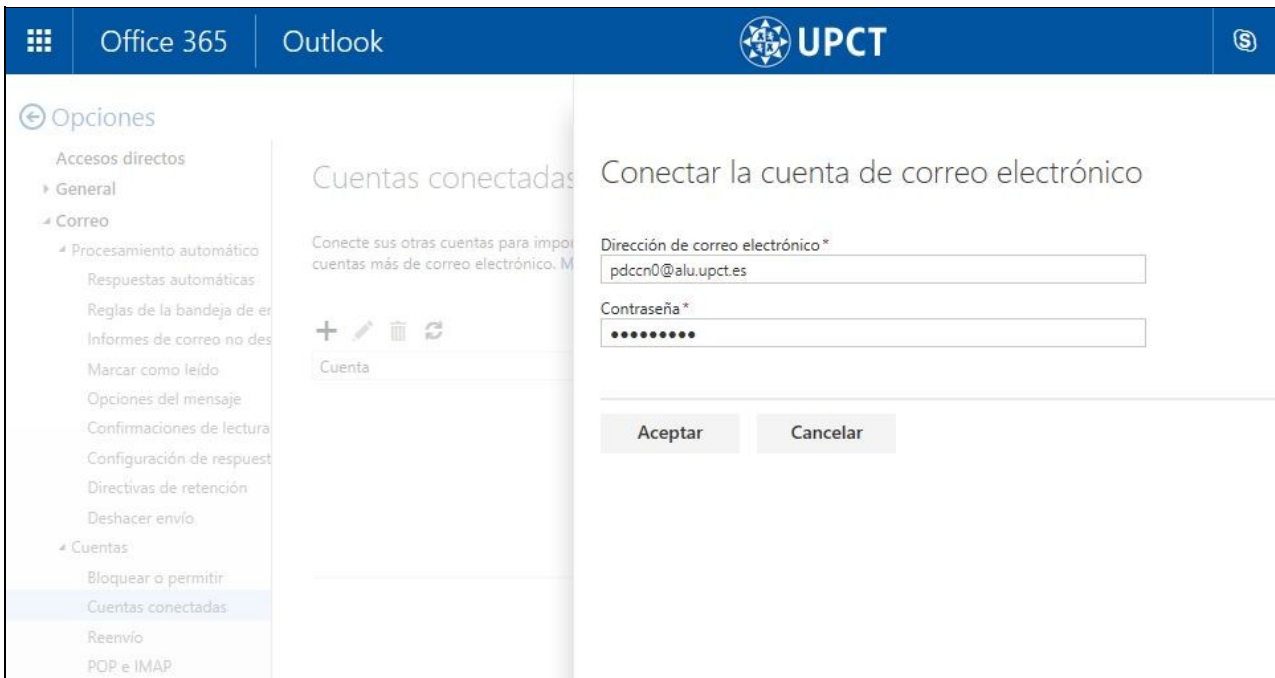 Office 365
Outlook
UPCT
Opciones
Accesos directos
General
Correo
Procesamiento automático
Respuestas automáticas
Reglas de la bandeja de en
Informes de correo no des
Marcar como leído
Opciones del mensaje
Confirmaciones de lectura
Configuración de respuest
Directivas de retención
Deshacer envío
Cuentas
Bloquear o permitir
Cuentas conectadas
Reenvío
POP e IMAP
Cuentas conectadas
Conecte sus otras cuentas para impor
cuentas más de correo electrónico. M
Cuenta
Conectar la cuenta de correo electrónico
Dirección de correo electrónico*
pdccn0@alu.upct.es
Contraseña*
•••••••••
Aceptar
Cancelar